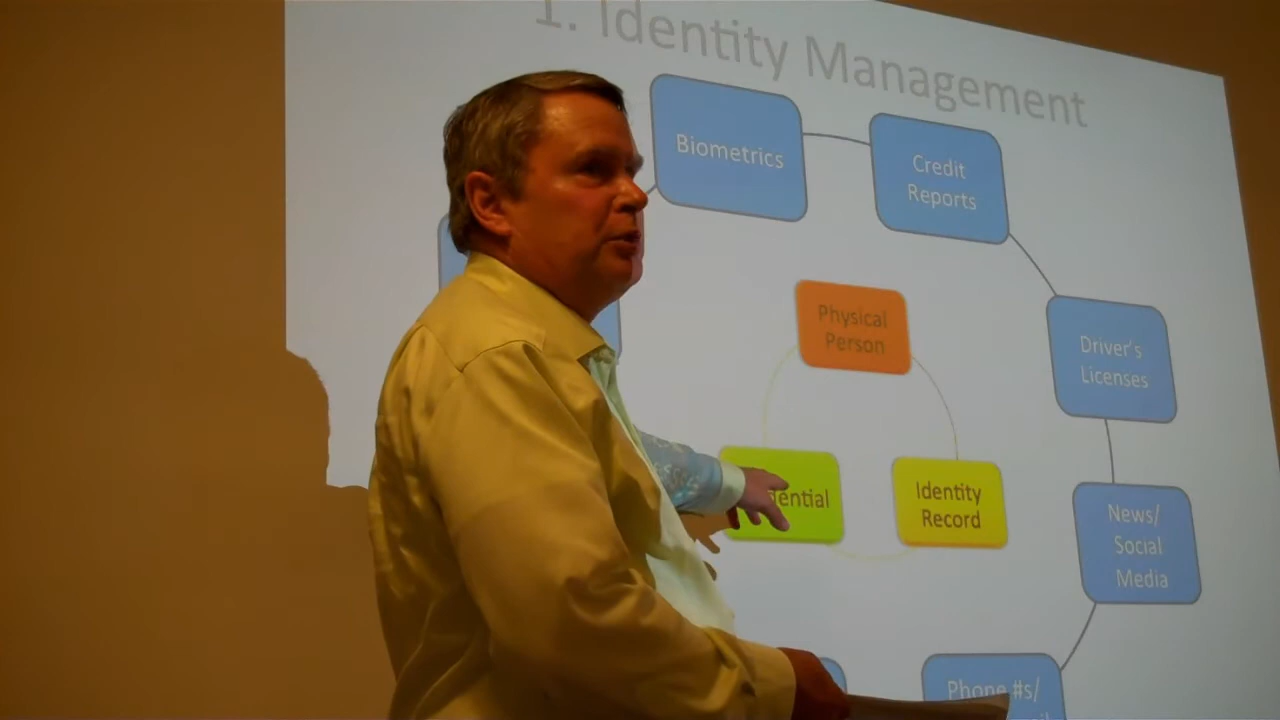 1. Identity Management
Biometrics
Credit
Reports
Physical
Person
Driver's
Licenses
Identity
Record
News/
Social
Media
Phone #s/